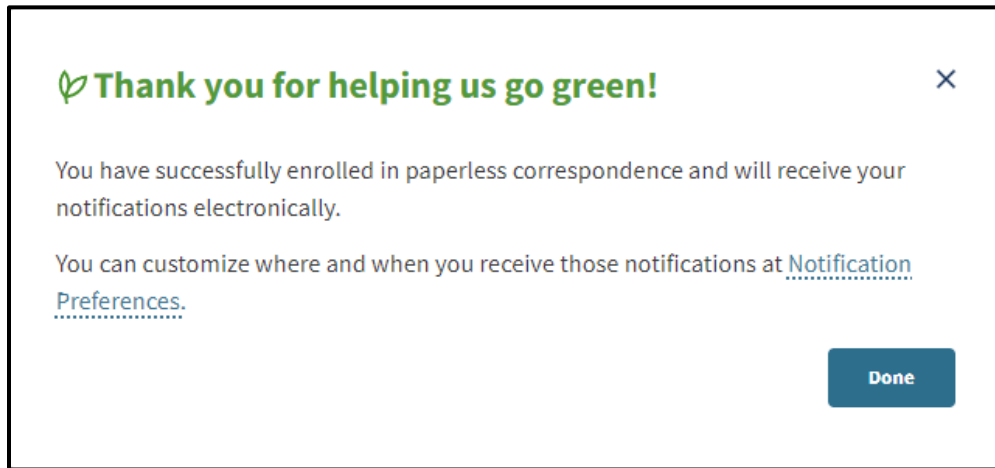 Thank you for helping us go green!
You have successfully enrolled in paperless correspondence and will receive your
notifications electronically.
You can customize where and when you receive those notifications at Notification
Preferences.
Done